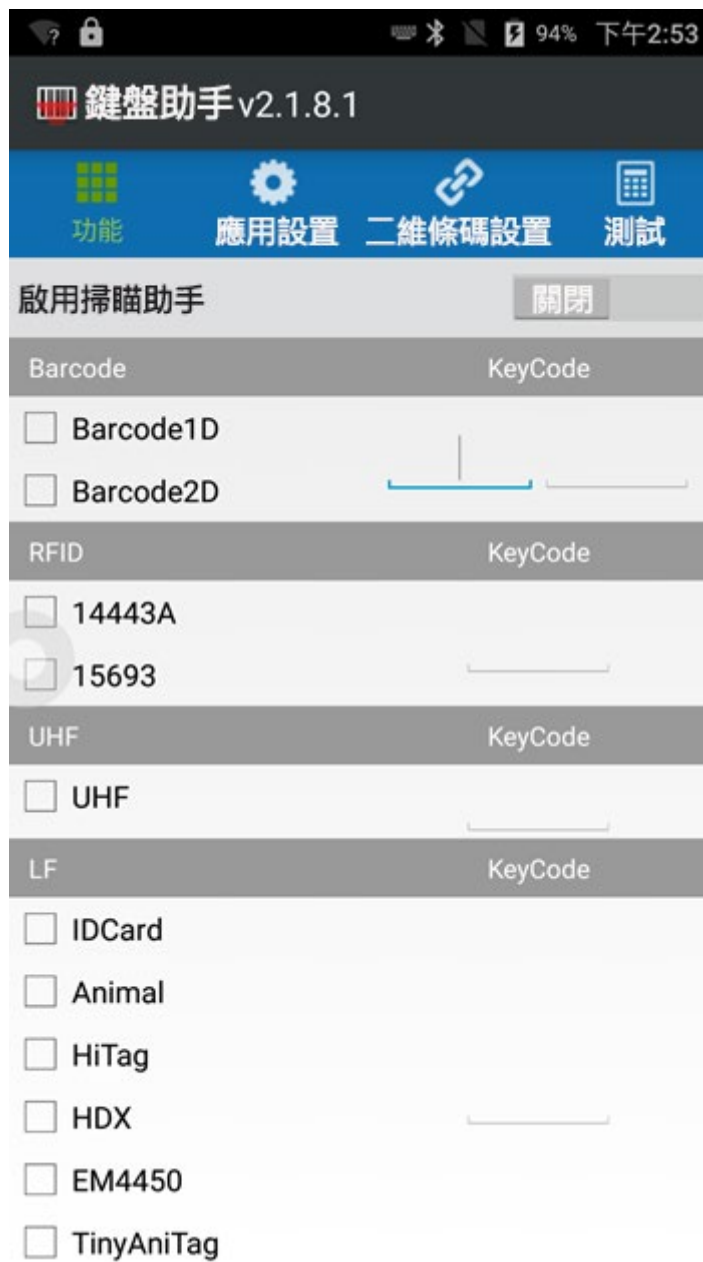 94% 下午2:53
鍵盤助手v2.1.8.1
功能 應用設置 二維條碼設置 測試
啟用掃瞄助手 關閉
Barcode KeyCode
Barcode1D
Barcode2D
RFID KeyCode
14443A
15693
UHF KeyCode
UHF
LF KeyCode
IDCard
Animal
HiTag
HDX
EM4450
TinyAniTag